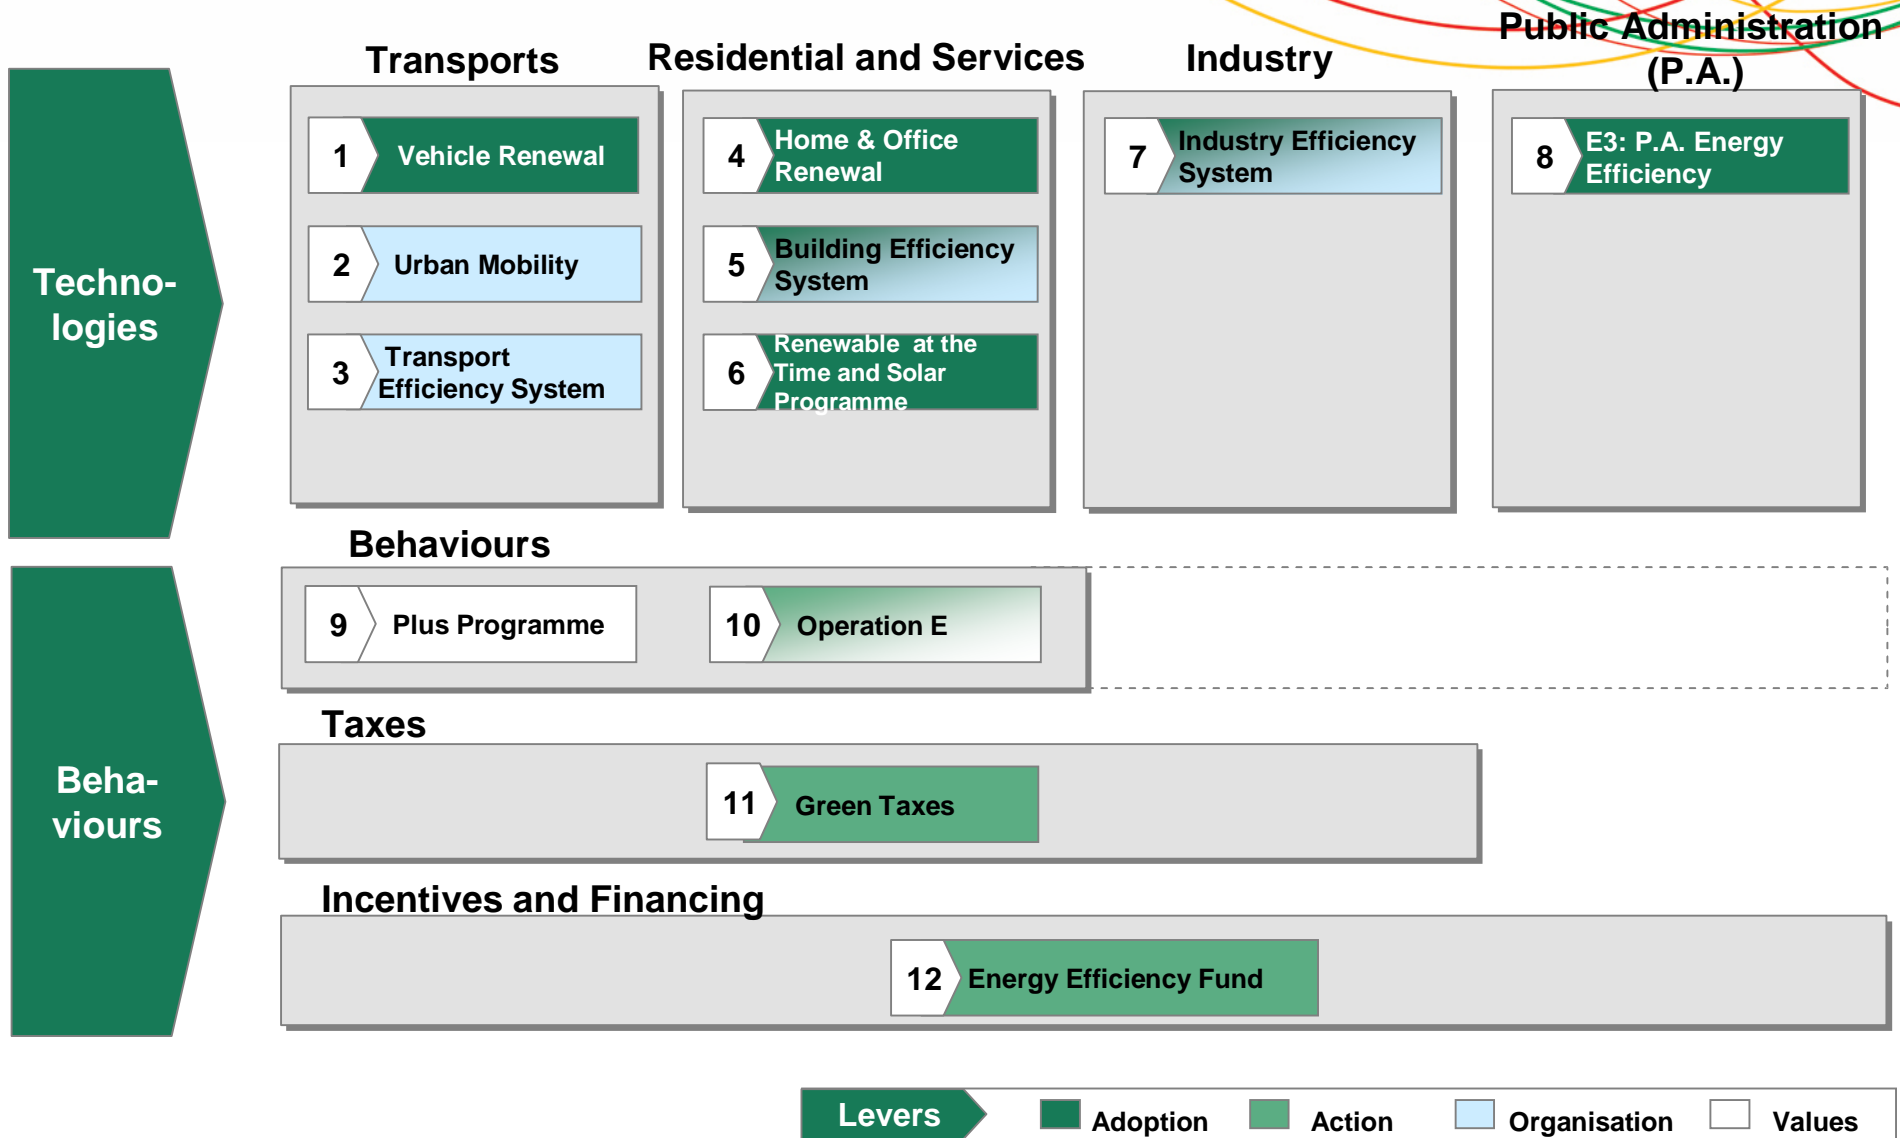 Public Administration
(P.A.)
Transports
Residential and Services
Industry
Techno-
logies
1 Vehicle Renewal
2 Urban Mobility
3 Transport
Efficiency System
4 Home & Office
Renewal
5 Building Efficiency
System
6 Renewable at the
Time and Solar
Programme
7 Industry Efficiency
System
8 E3: P.A. Energy
Efficiency
Beha-
viours
Behaviours
9 Plus Programme
10 Operation E
Taxes
11 Green Taxes
Incentives and Financing
12 Energy Efficiency Fund
Levers Adoption Action Organisation Values